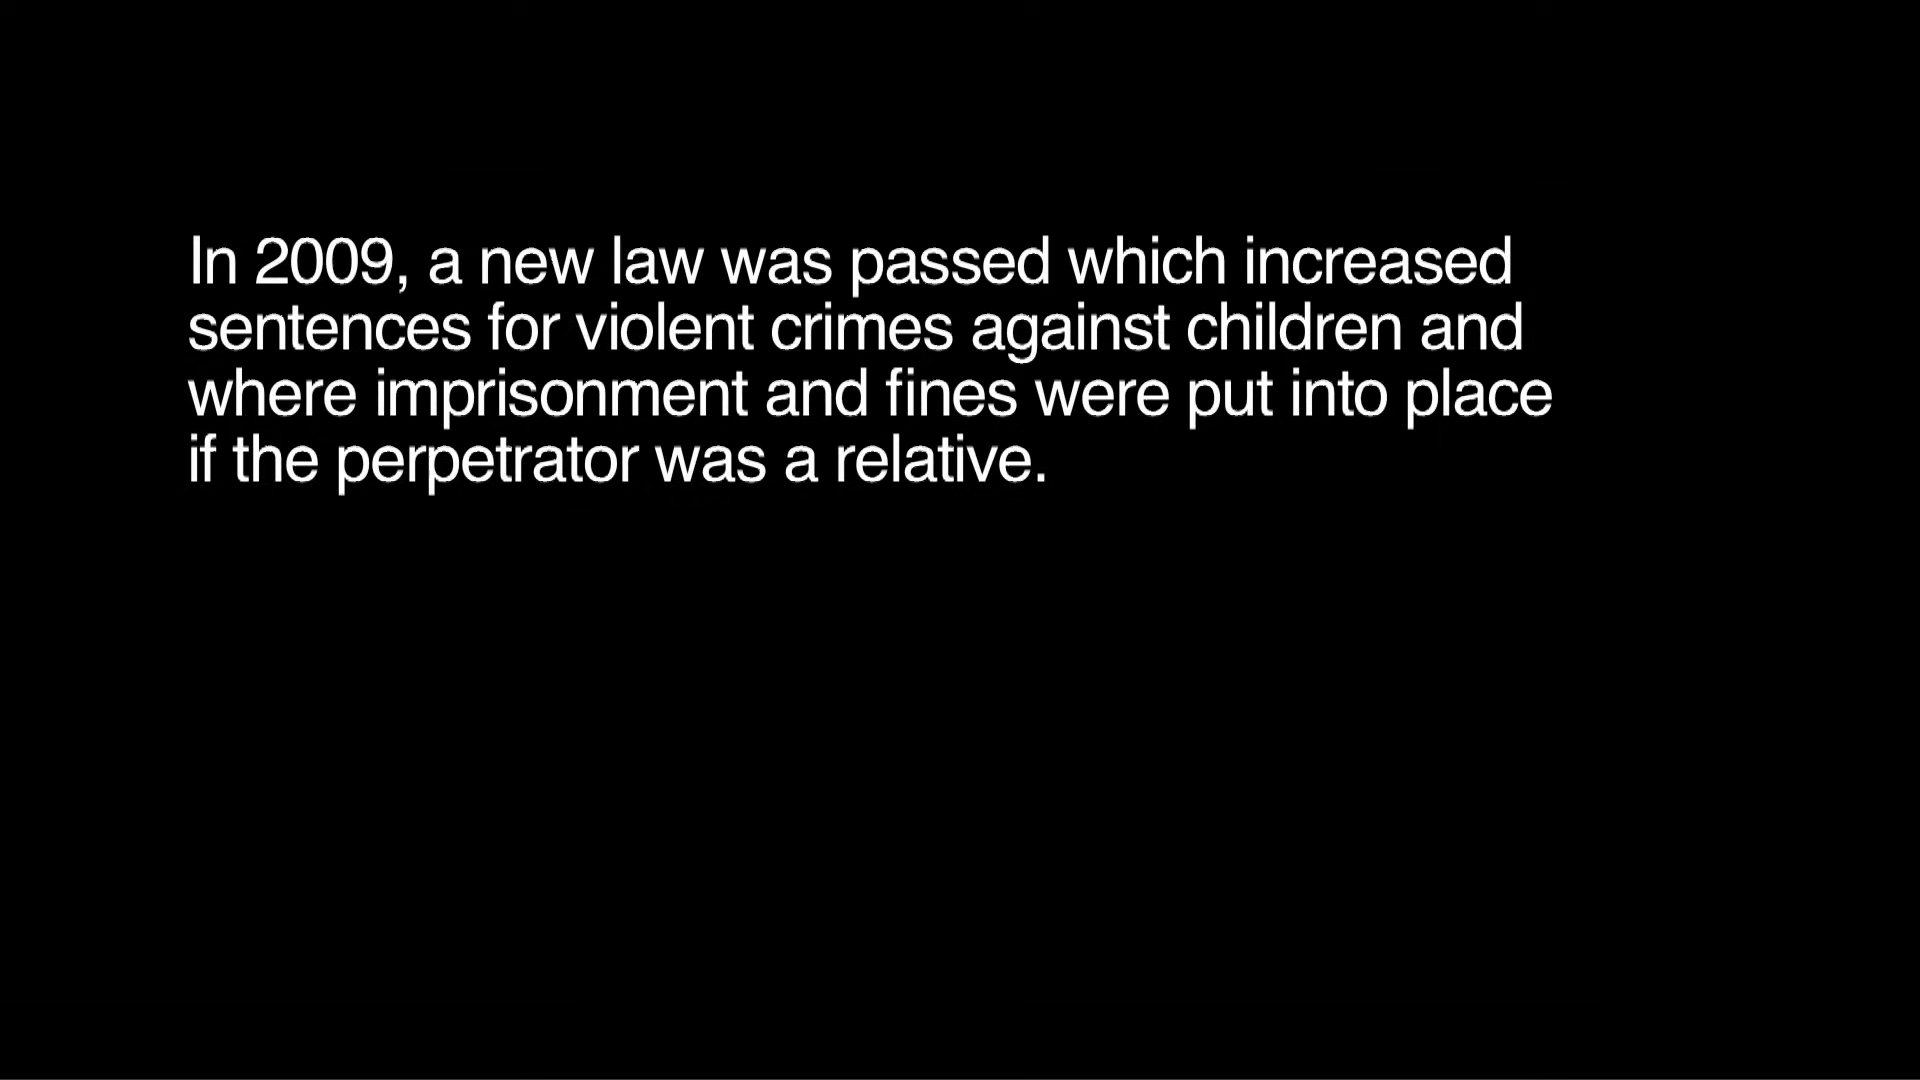 In 2009, a new law was passed which increased
sentences for violent crimes against children and
where imprisonment and fines were put into place
if the perpetrator was a relative.